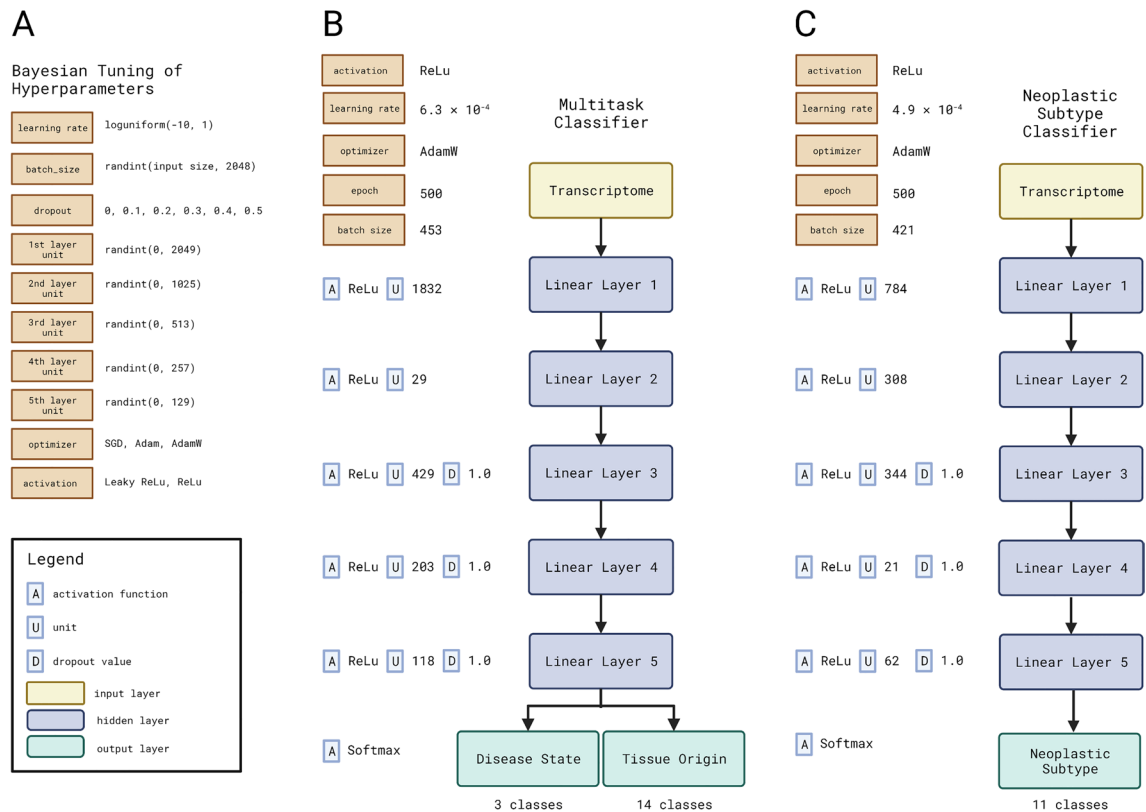 A
Bayesian Tuning of
Hyperparameters
learning rate loguniform(-10, 1)
batch_size randint(input size, 2048)
dropout 0, 0.1, 0.2, 0.3, 0.4, 0.5
1st layer
unit
randint(0, 2049)
2nd layer
unit
randint(0, 1025)
3rd layer
unit
randint(0, 513)
4th layer
unit
randint(0, 257)
5th layer
unit
randint(0, 129)
optimizer SGD, Adam, AdamW
activation Leaky ReLu, ReLu
Legend
A activation function
U unit
D dropout value
input layer
hidden layer
output layer
B
activation ReLu
learning rate 6.3 × 10⁻⁴
optimizer AdamW
epoch 500
batch size 453
Multitask
Classifier
Transcriptome
A ReLu U 1832 Linear Layer 1
A ReLu U 29 Linear Layer 2
A ReLu U 429 D 1.0 Linear Layer 3
A ReLu U 203 D 1.0 Linear Layer 4
A ReLu U 118 D 1.0 Linear Layer 5
A Softmax Disease State Tissue Origin
3 classes 14 classes
C
activation ReLu
learning rate 4.9 × 10⁻⁴
optimizer AdamW
epoch 500
batch size 421
Neoplastic
Subtype
Classifier
Transcriptome
A ReLu U 784 Linear Layer 1
A ReLu U 308 Linear Layer 2
A ReLu U 344 D 1.0 Linear Layer 3
A ReLu U 21 D 1.0 Linear Layer 4
A ReLu U 62 D 1.0 Linear Layer 5
A Softmax
Neoplastic
Subtype
11 classes